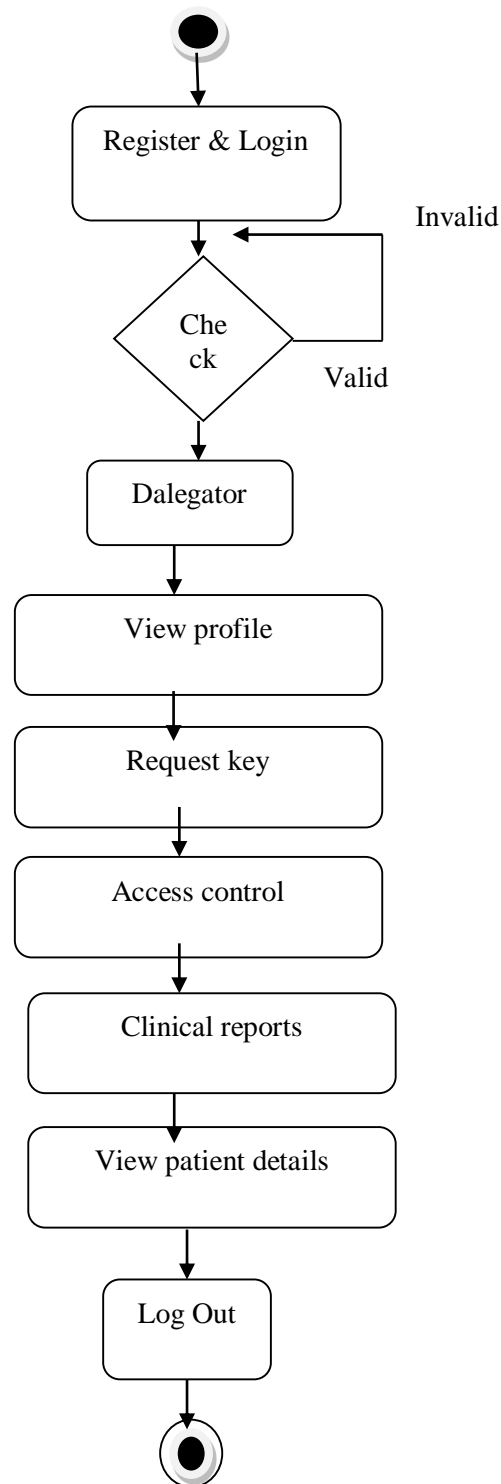 Register & Login
Invalid
Che
ck
Valid
Dalegator
View profile
Request key
Access control
Clinical reports
View patient details
Log Out